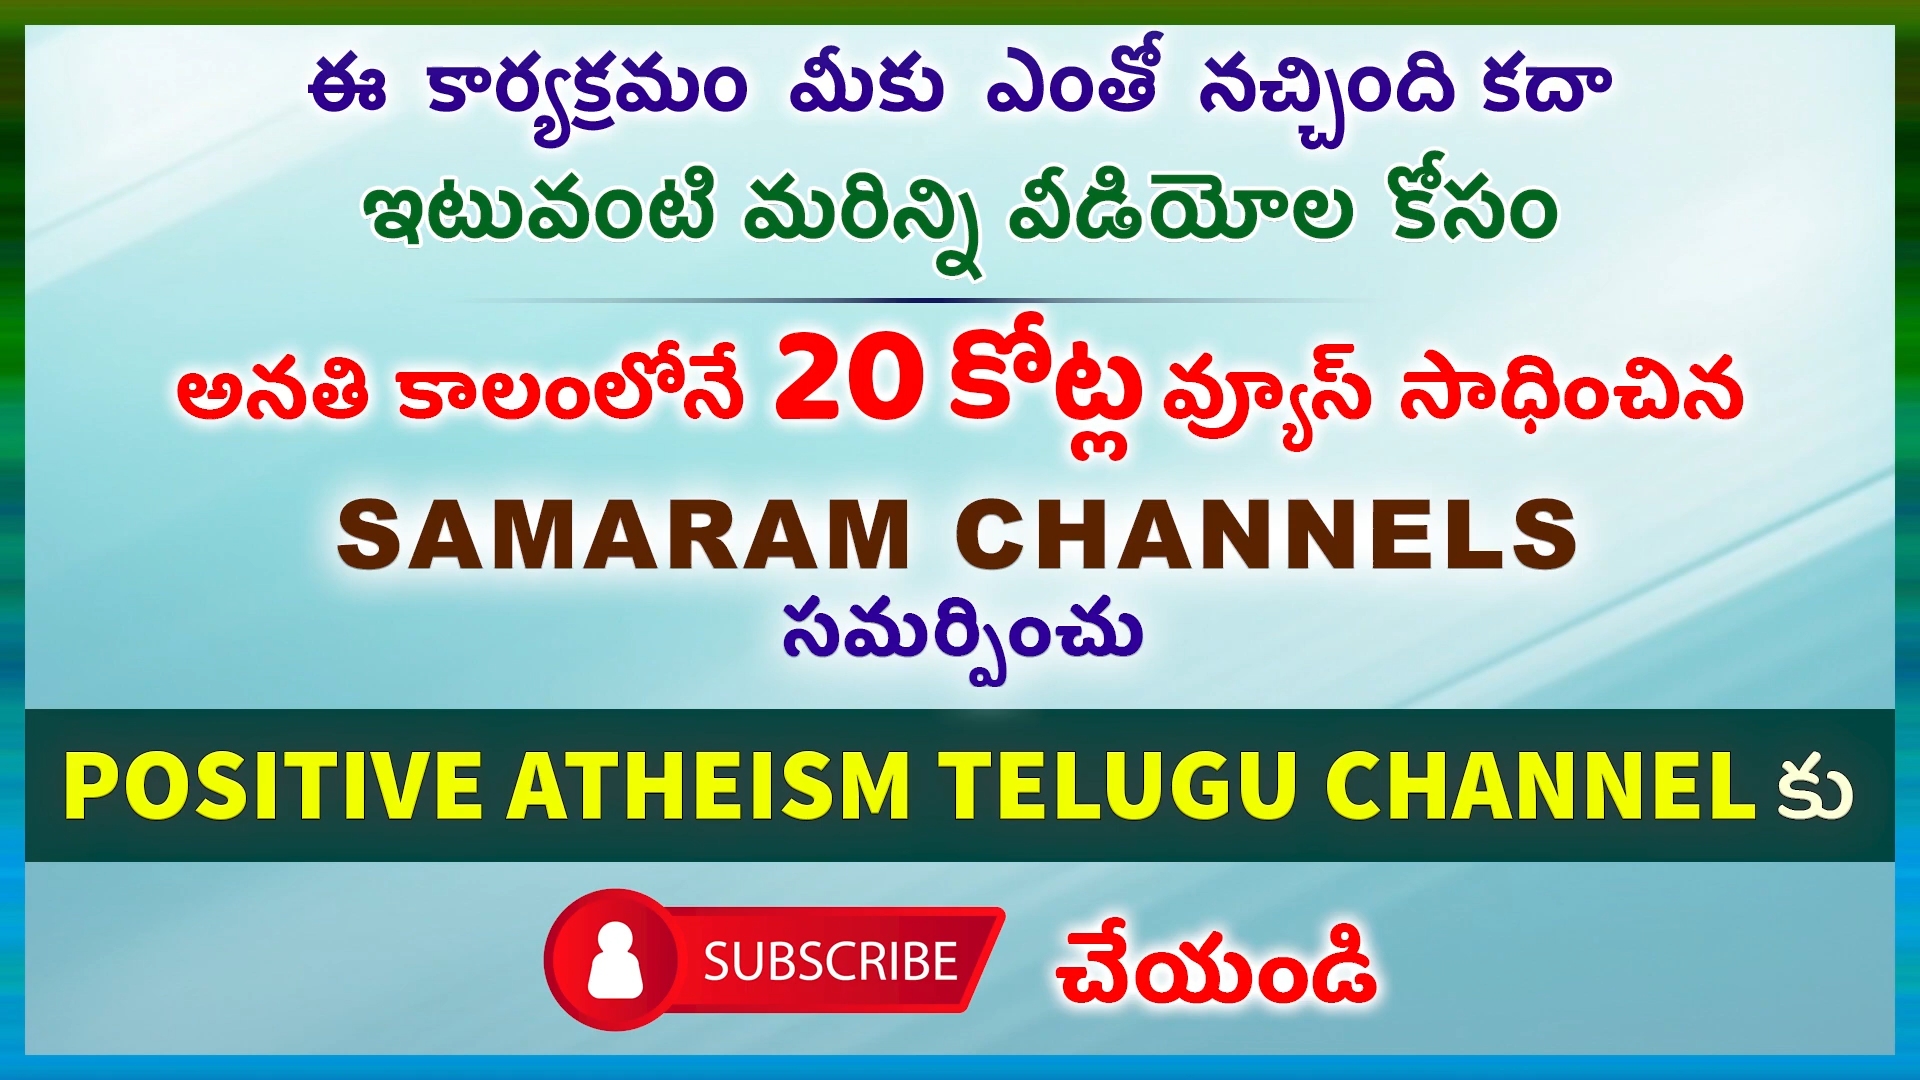 ఈ కార్యక్రమం మీకు ఎంతో నచ్చింది కదా
ఇటువంటి మరిన్ని వీడియోల కోసం
అనతి కాలంలోనే 20 కోట్ల వ్యూస్ సాధించిన
SAMARAM CHANNELS
సమర్పించు
POSITIVE ATHEISM TELUGU CHANNEL కు
SUBSCRIBE చేయండి